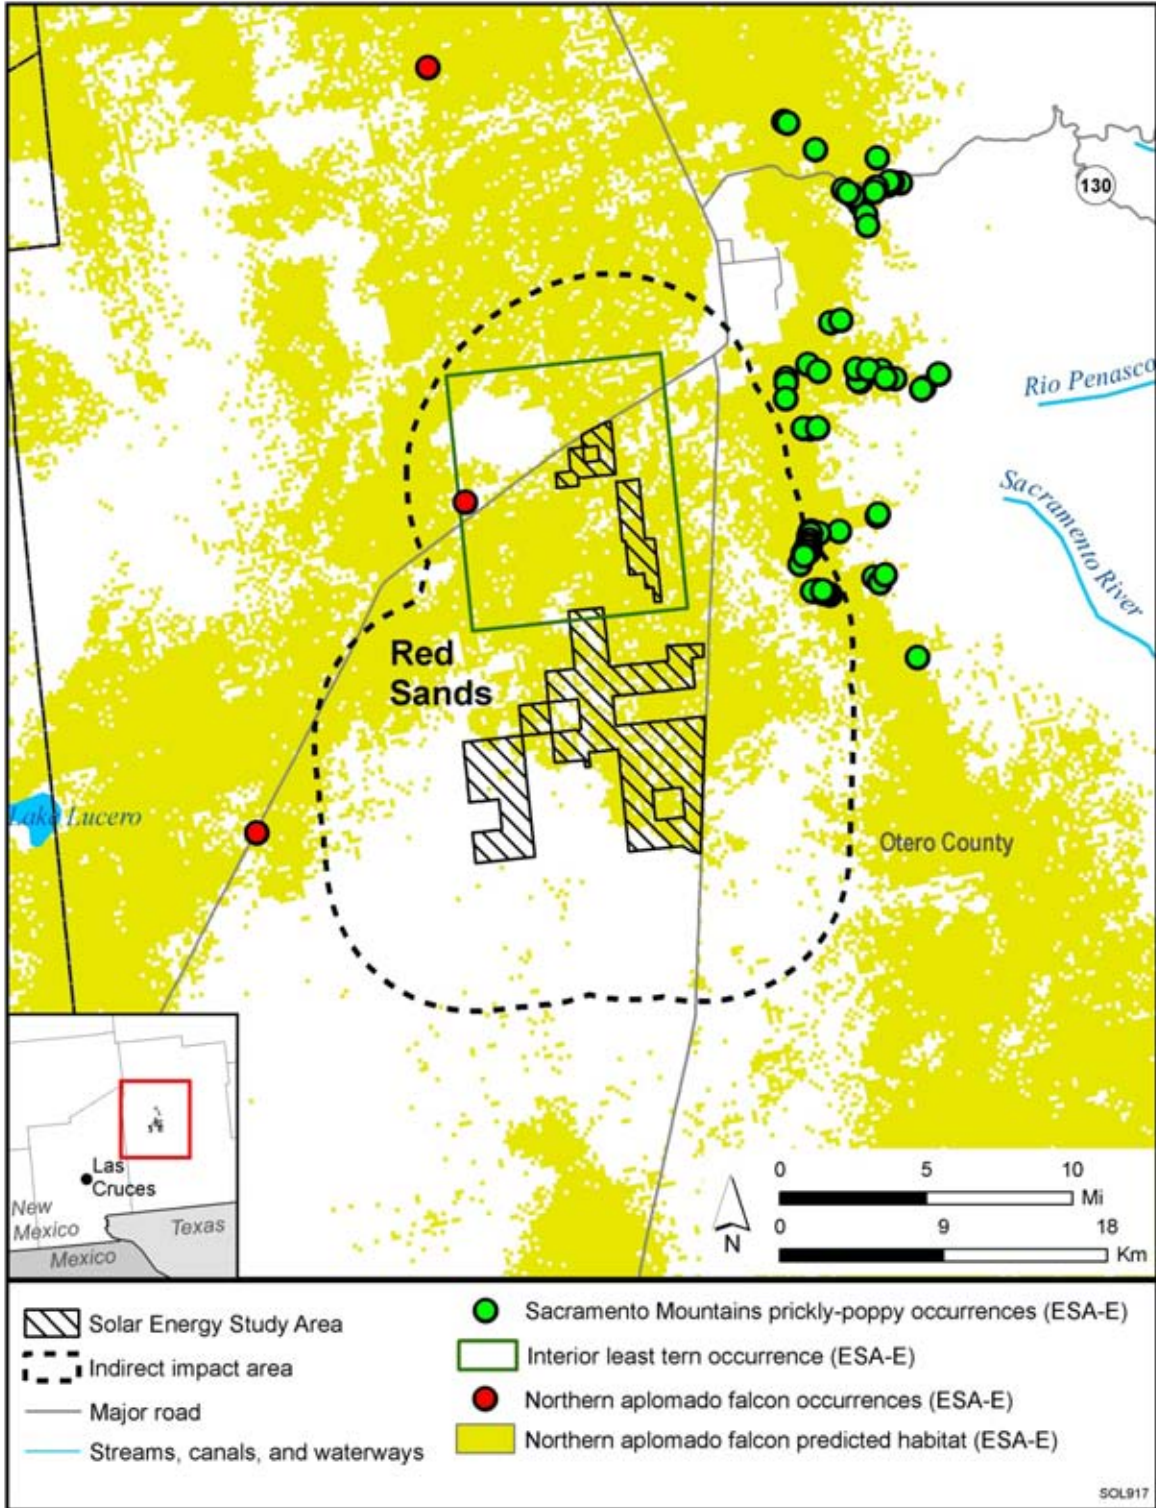 130
Rio Penasco
Sacramento River
Red
Sands
Lake Lucero
Otero County
Las
Cruces
New
Mexico
Texas
Mexico
N
0 5 10
Mi
0 9 18
Km
Solar Energy Study Area
Indirect impact area
Major road
Streams, canals, and waterways
Sacramento Mountains prickly-poppy occurrences (ESA-E)
Interior least tern occurrence (ESA-E)
Northern aplomado falcon occurrences (ESA-E)
Northern aplomado falcon predicted habitat (ESA-E)
SOL917